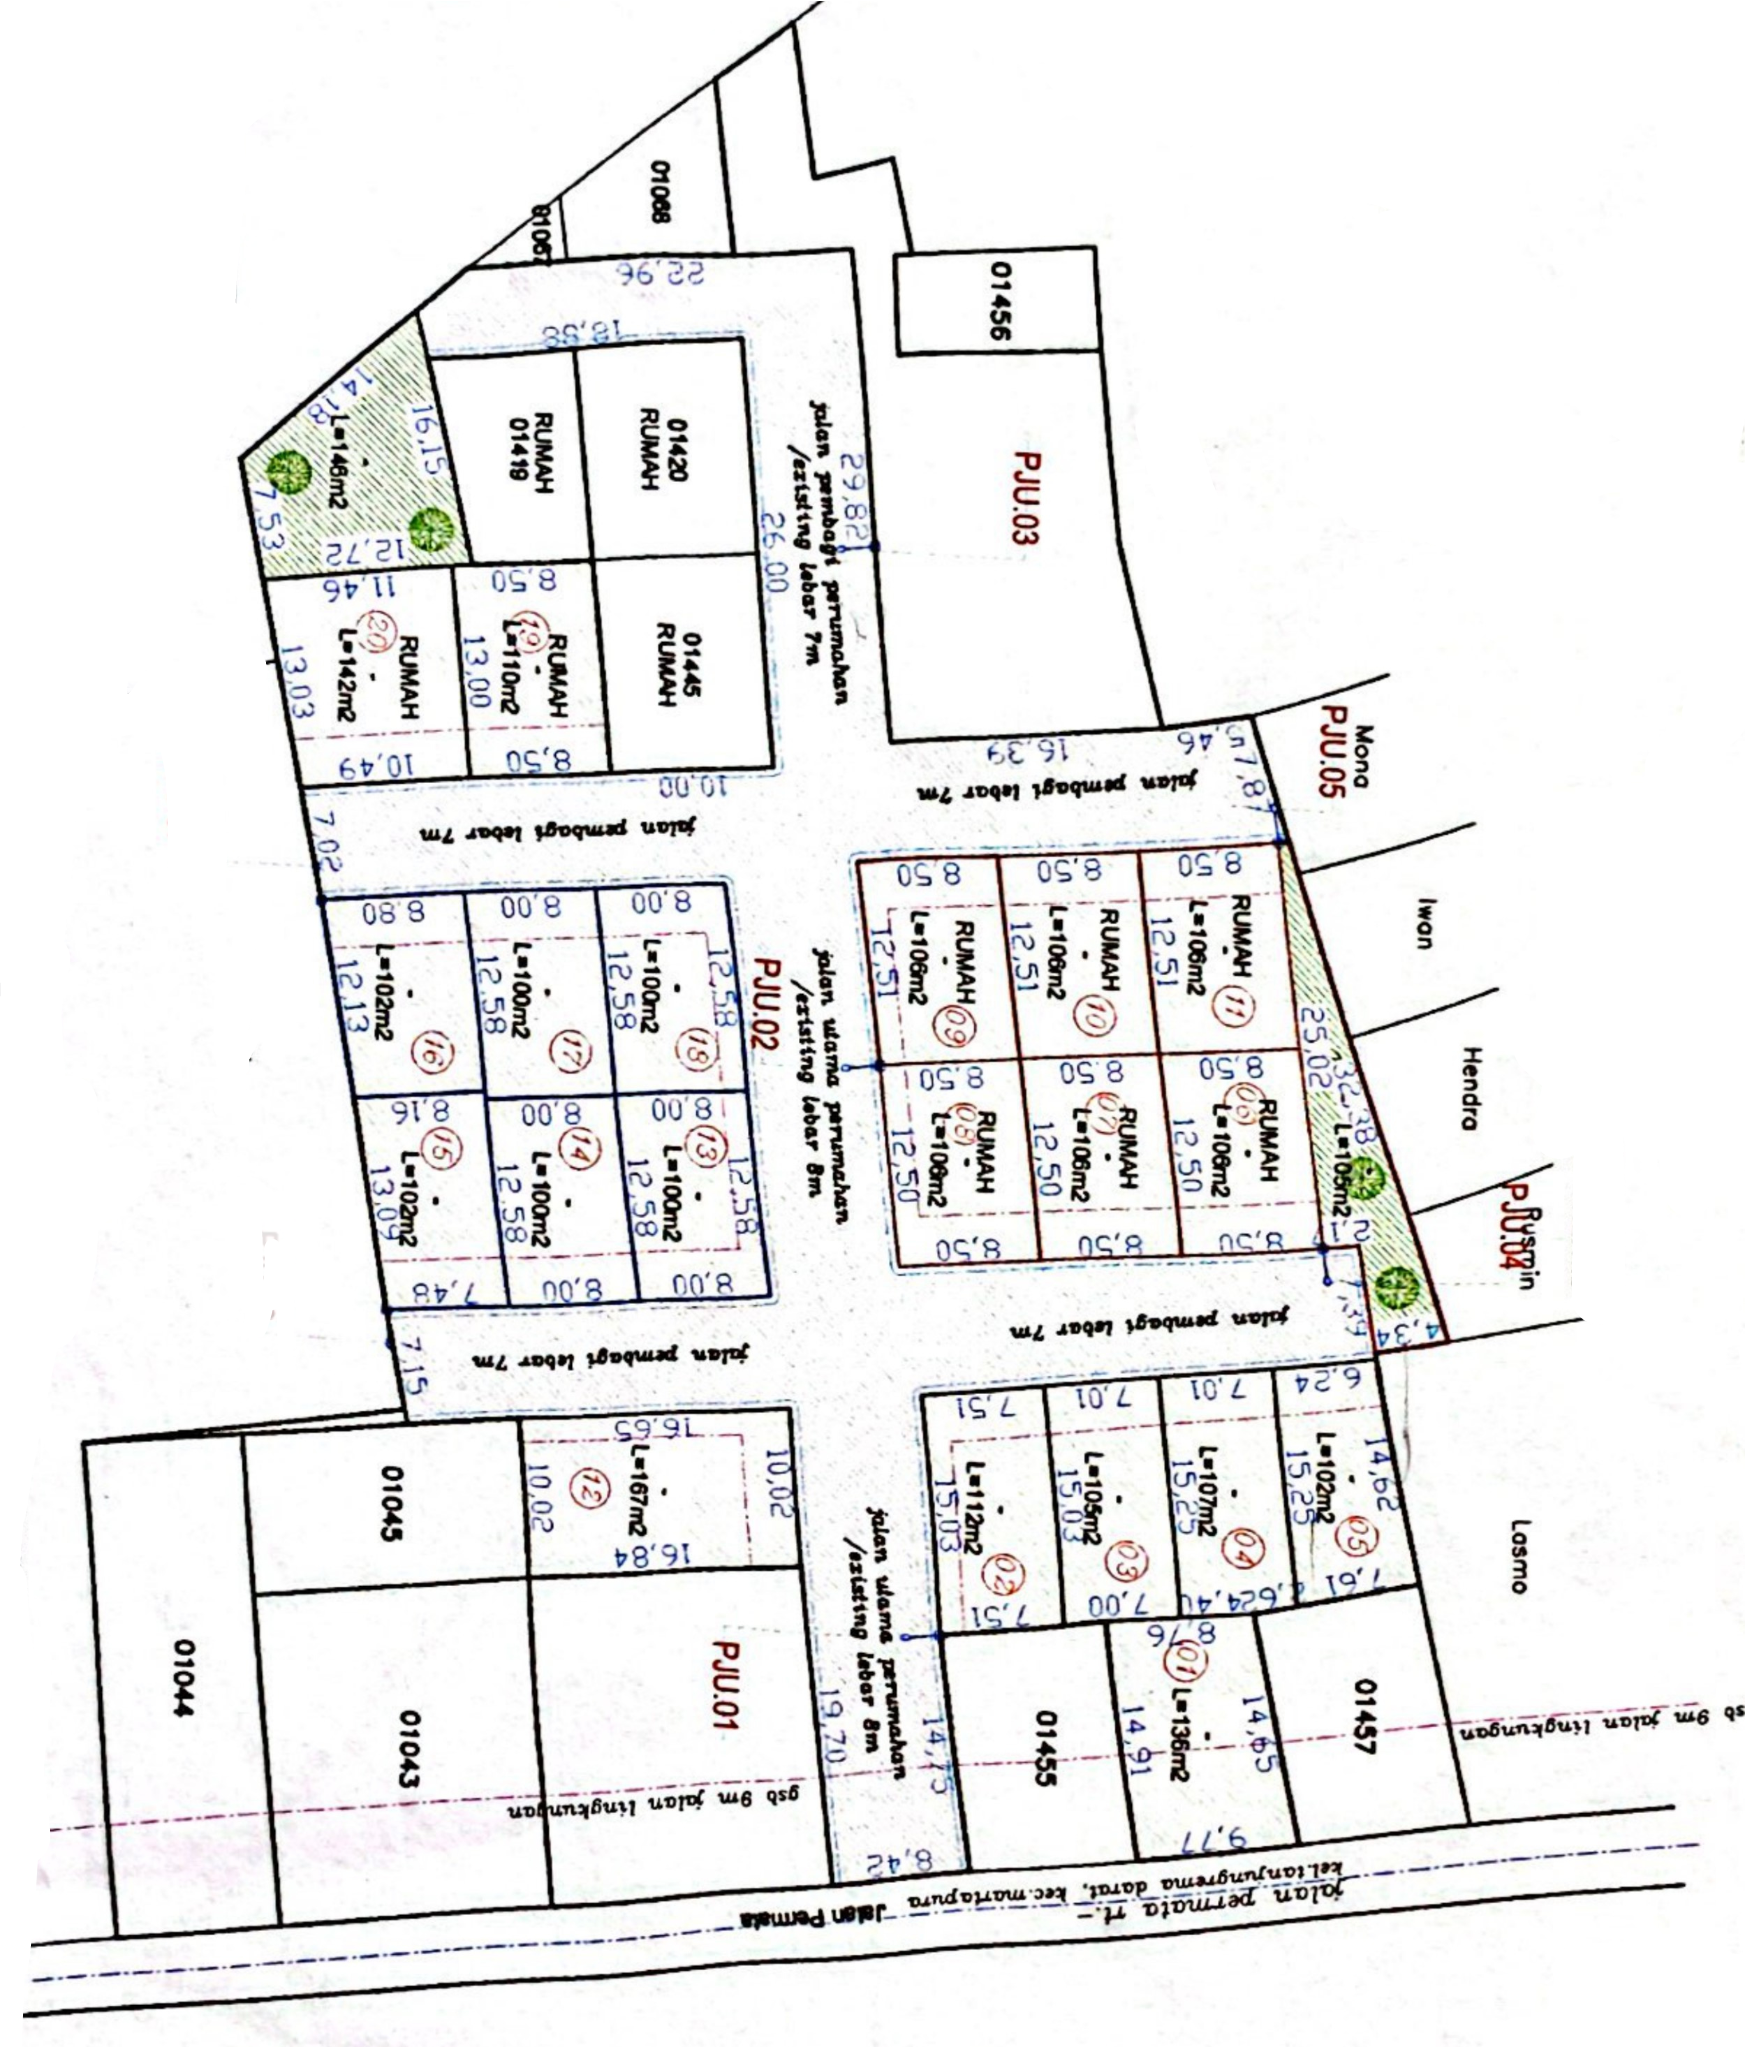 01068
01067
22,96
18,98
01456
14,18
L=146m2
16,15
7,53
12,72
RUMAH
01419
01420
RUMAH
jalan pembagi perumahan
/existing lebar 7m
29,82
26,00
PJU.03
11,46
20
RUMAH
L=142m2
13,03
10,49
8,50
19
RUMAH
L=110m2
13,00
8,50
01445
RUMAH
10,00
16,39
5,46
7,87
Mona
PJU.05
jalan pembagi lebar 7m
jalan pembagi lebar 7m
7,02
Iwan
Hendra
Rusmin
PJU.04
Lasmo
8,80
L=102m2
12,13
16
8,00
L=100m2
12,58
17
8,00
L=100m2
12,58
12,58
18
PJU.02
jalan utama perumahan
/existing lebar 8m
8,50
RUMAH
L=106m2
12,51
09
8,50
RUMAH
L=106m2
12,51
10
8,50
RUMAH
L=106m2
12,51
11
25,02
32,38
L=105m2
8,16
15
L=102m2
13,09
7,48
8,00
14
L=100m2
12,58
8,00
8,00
13
L=100m2
12,58
12,58
8,00
8,50
08
RUMAH
L=106m2
12,50
8,50
8,50
07
RUMAH
L=106m2
12,50
8,50
8,50
06
RUMAH
L=106m2
12,50
8,50
7,39
4,34
jalan pembagi lebar 7m
jalan pembagi lebar 7m
7,15
16,65
L=167m2
12
10,02
10,02
16,84
7,51
L=112m2
15,03
02
7,51
7,01
L=105m2
15,03
03
7,00
7,01
L=107m2
15,25
04
6,24
L=102m2
15,25
05
14,62
7,61
01045
01044
01043
PJU.01
jalan utama perumahan
/existing lebar 8m
19,70
14,75
8,42
01455
8,76
01
L=136m2
14,91
14,65
9,77
01457
gsb 9m jalan lingkungan
sb 9m jalan lingkungan
Jalan Permata
kel.tanjungrema darat, kec.martapura
jalan permata rt.-